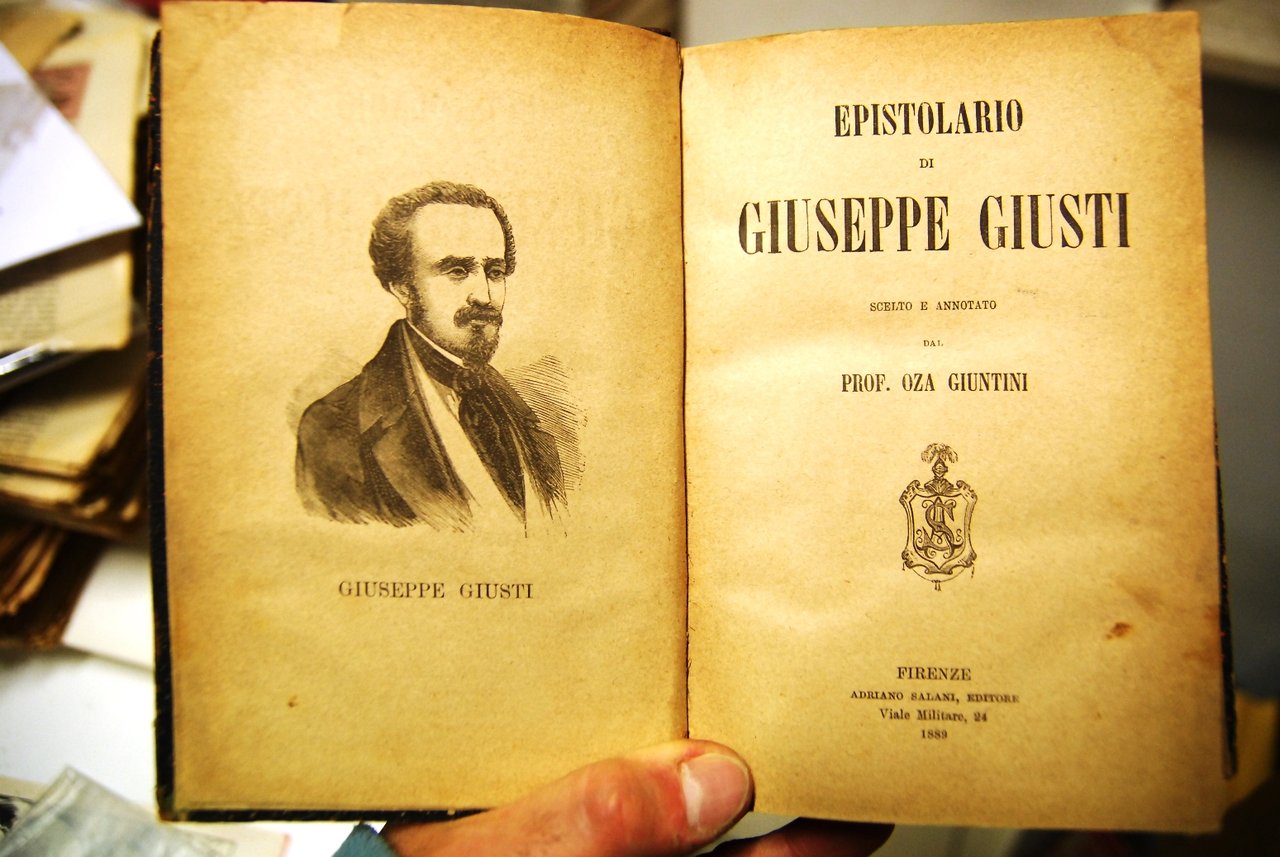 GIUSEPPE GIUSTI
EPISTOLARIO
DI
GIUSEPPE GIUSTI
SCELTO E ANNOTATO
DAL
PROF. OZA GIUNTINI
FIRENZE
ADRIANO SALANI, EDITORE
Viale Militare, 24
1889